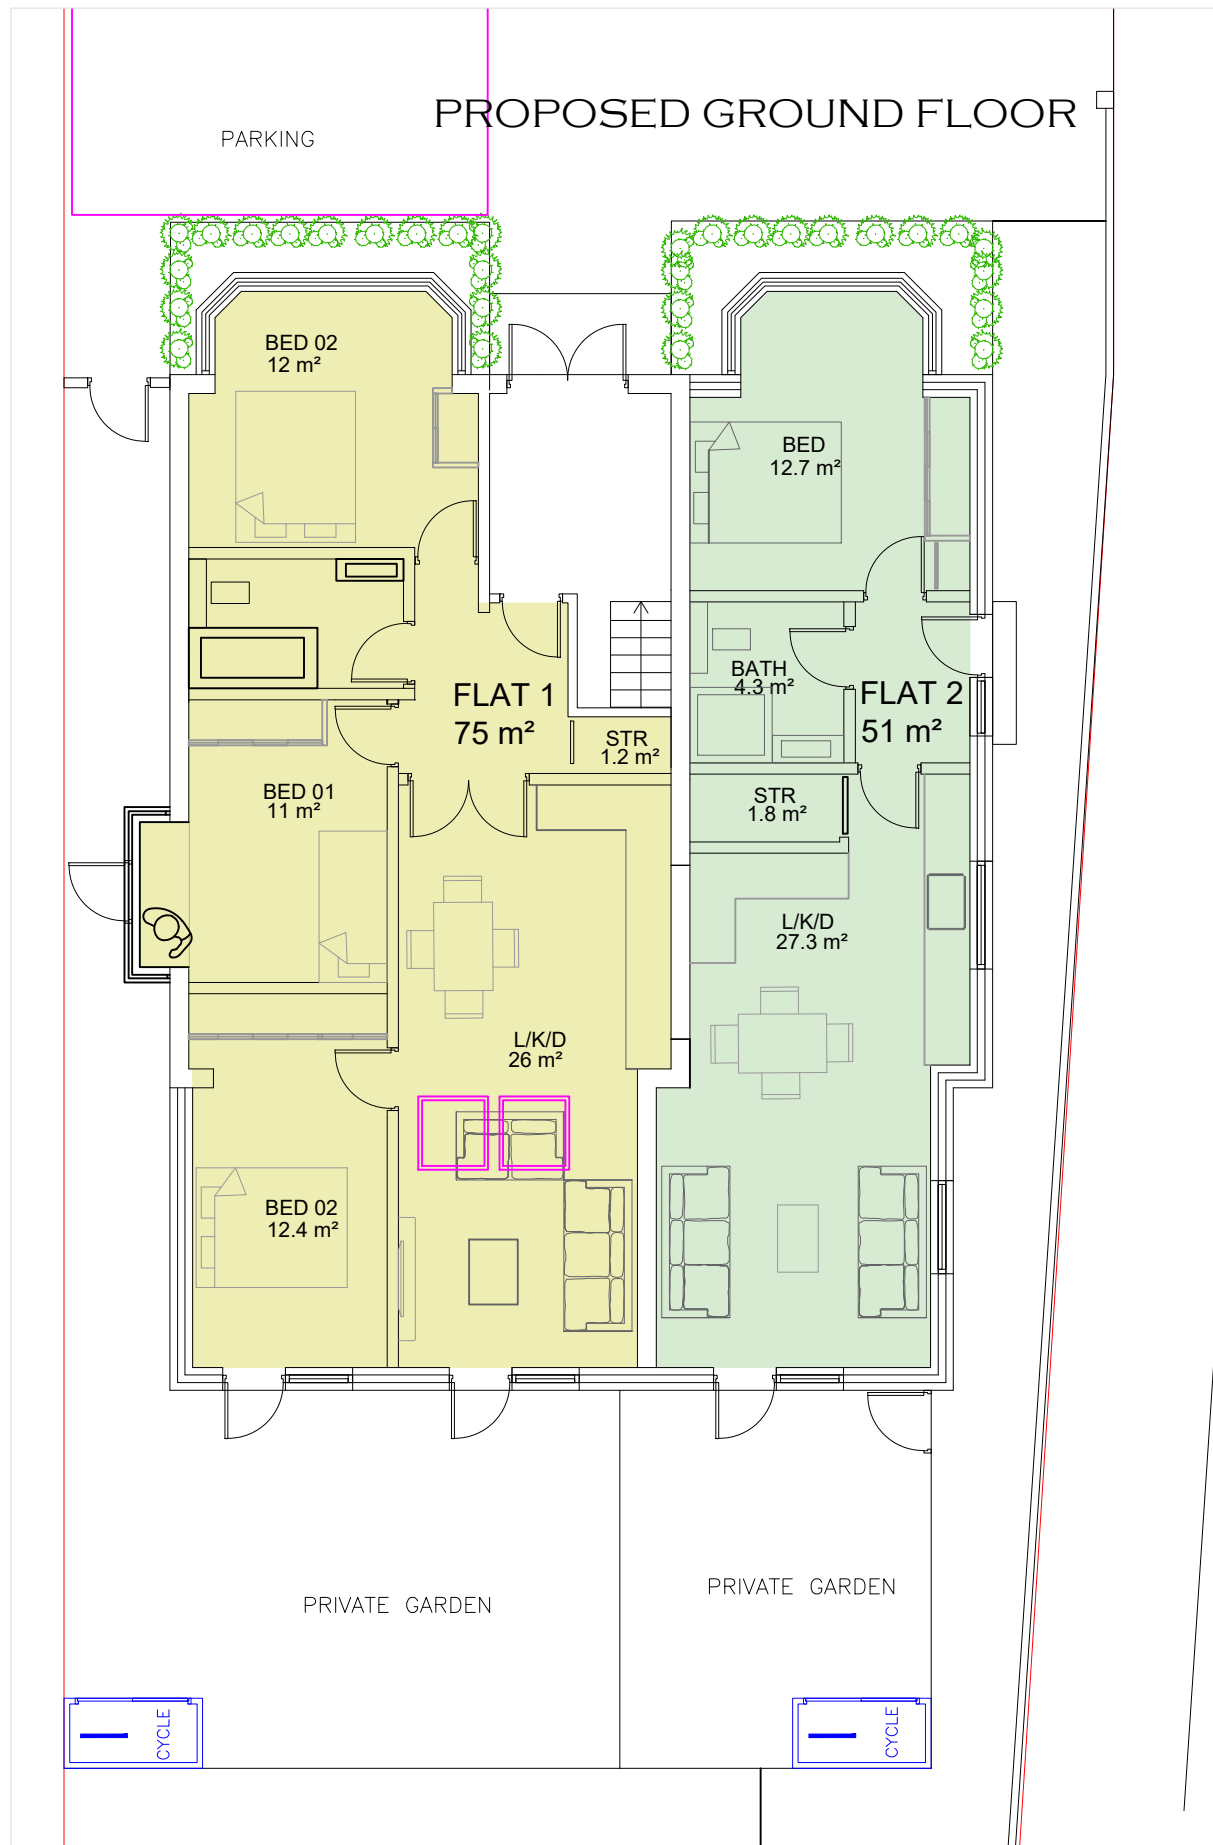 PROPOSED GROUND FLOOR
PARKING
BED 02
12 m²
BED
12.7 m²
BATH
4.3 m²
FLAT 1
75 m²
FLAT 2
51 m²
STR
1.2 m²
BED 01
11 m²
STR
1.8 m²
L/K/D
27.3 m²
L/K/D
26 m²
BED 02
12.4 m²
PRIVATE GARDEN
PRIVATE GARDEN
CYCLE
CYCLE